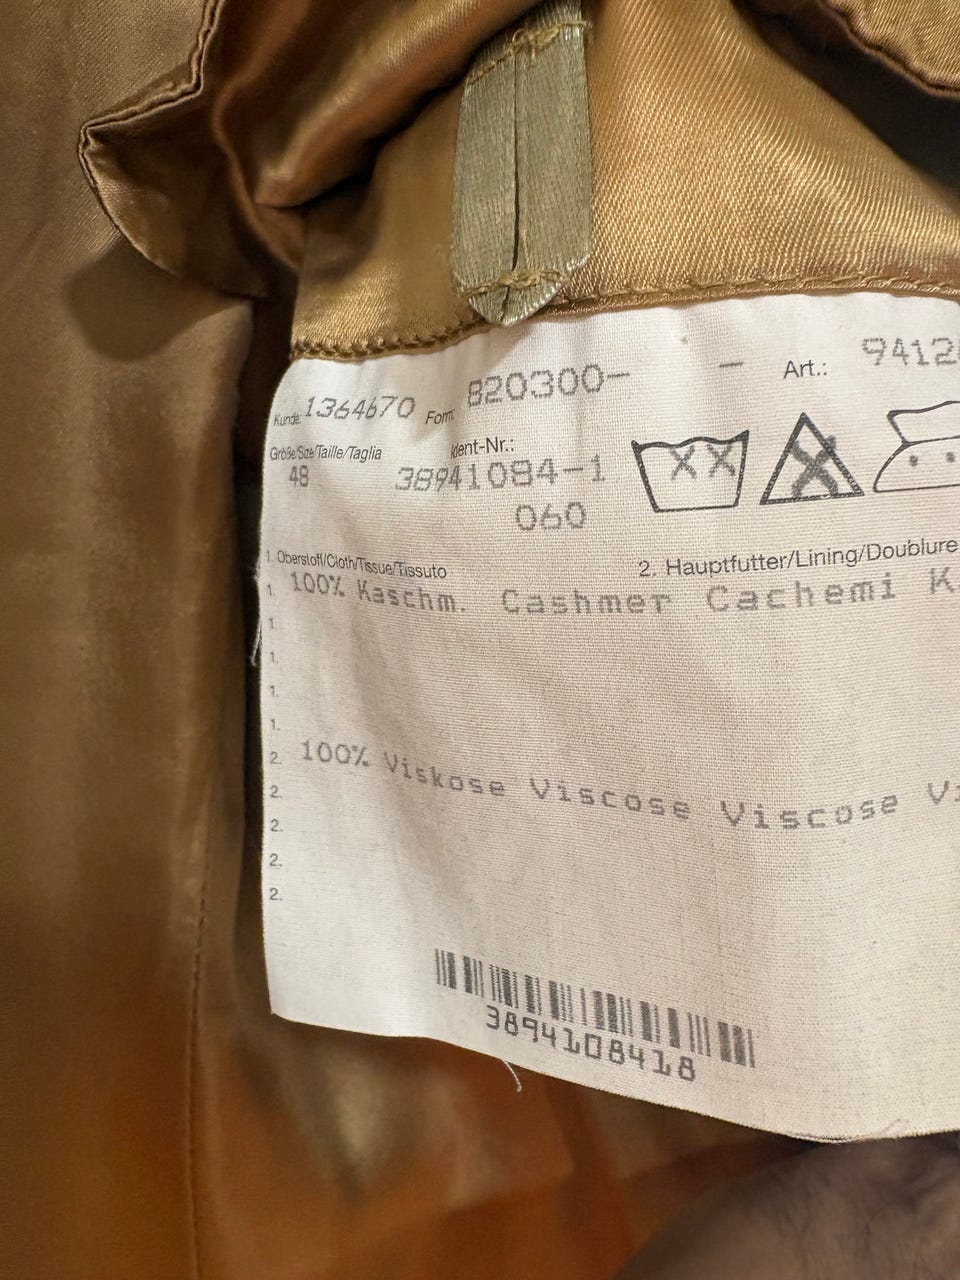 Kunde 1364670 Form 820300- - Art.: 9412
Größe/Size/Taille/Taglia Ident-Nr.:
48 38941084-1
060
XX
1. Oberstoff/Cloth/Tissue/Tissuto 2. Hauptfutter/Lining/Doublure
1. 100% Kaschm. Cashmer Cachemi K
1.
1.
1.
1.
2. 100% Viskose Viscose Viscose Vi
2.
2.
2.
2.
3894108418